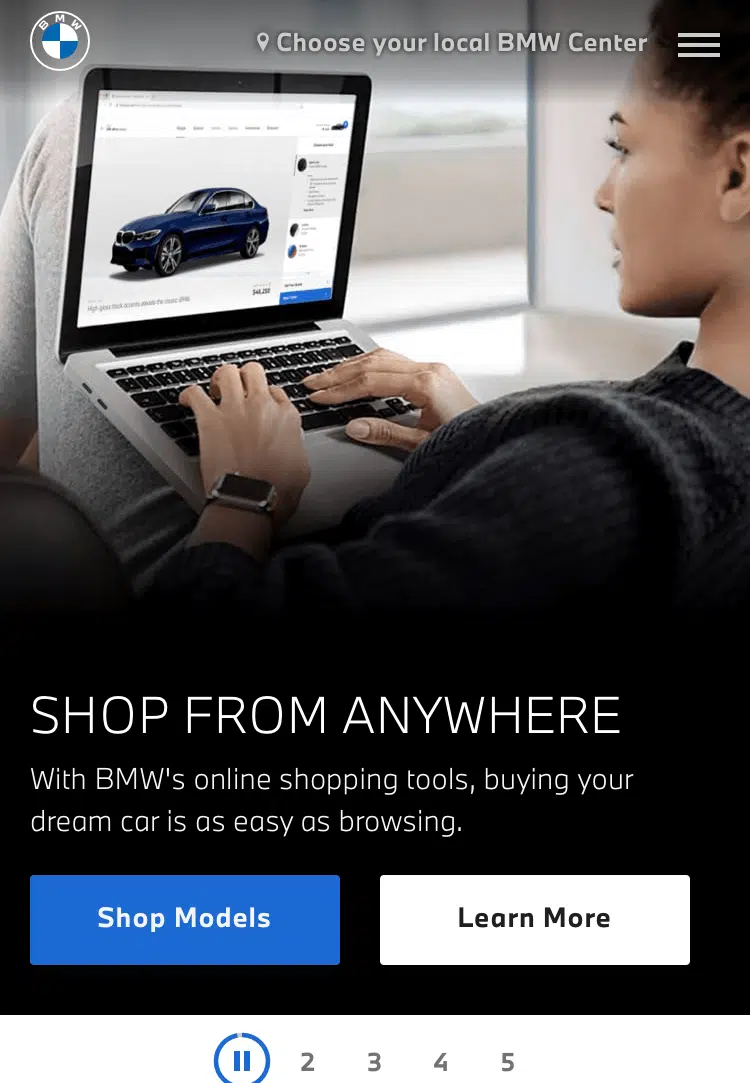 BMW
Choose your local BMW Center
$46,250
High-gloss black accents elevate the classic BMW.
SHOP FROM ANYWHERE
With BMW's online shopping tools, buying your
dream car is as easy as browsing.
Shop Models
Learn More
2 3 4 5